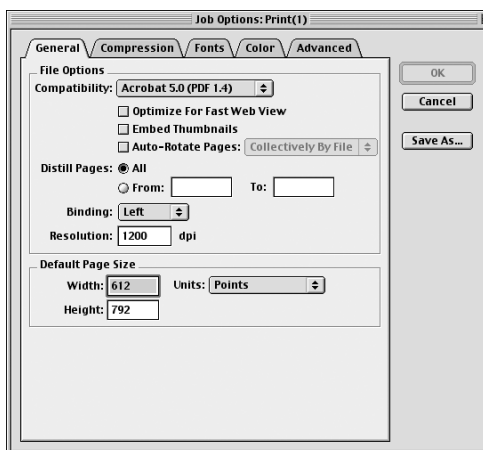 Job Options: Print(1)
General Compression Fonts Color Advanced
File Options
Compatibility: Acrobat 5.0 (PDF 1.4)
Optimize For Fast Web View
Embed Thumbnails
Auto-Rotate Pages: Collectively By File
Distill Pages: All
From: To:
Binding: Left
Resolution: 1200 dpi
Default Page Size
Width: 612 Units: Points
Height: 792
OK
Cancel
Save As...